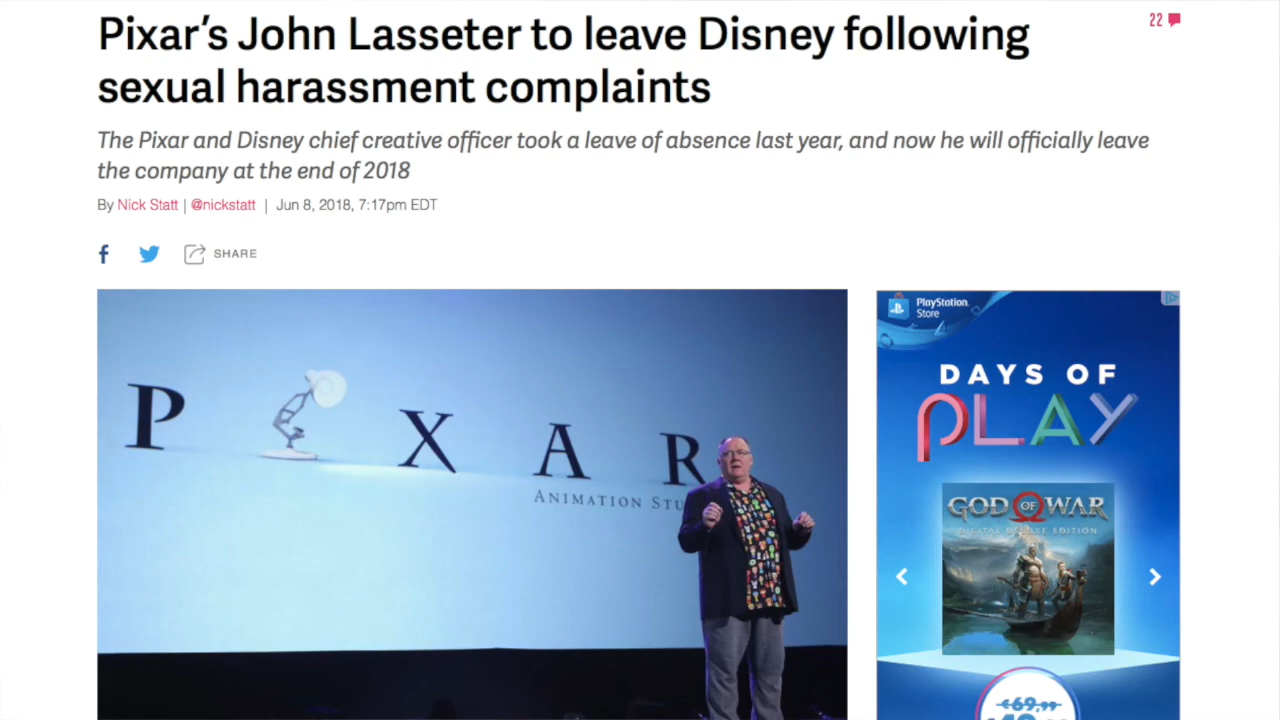 Pixar's John Lasseter to leave Disney following
sexual harassment complaints
22
The Pixar and Disney chief creative officer took a leave of absence last year, and now he will officially leave
the company at the end of 2018
By Nick Statt | @nickstatt | Jun 8, 2018, 7:17pm EDT
f
SHARE
P XAR
ANIMATION STU
PlayStation
Store
DAYS OF
PLAY
GOD OF WAR
DIGITAL DELUXE EDITION
€69,99